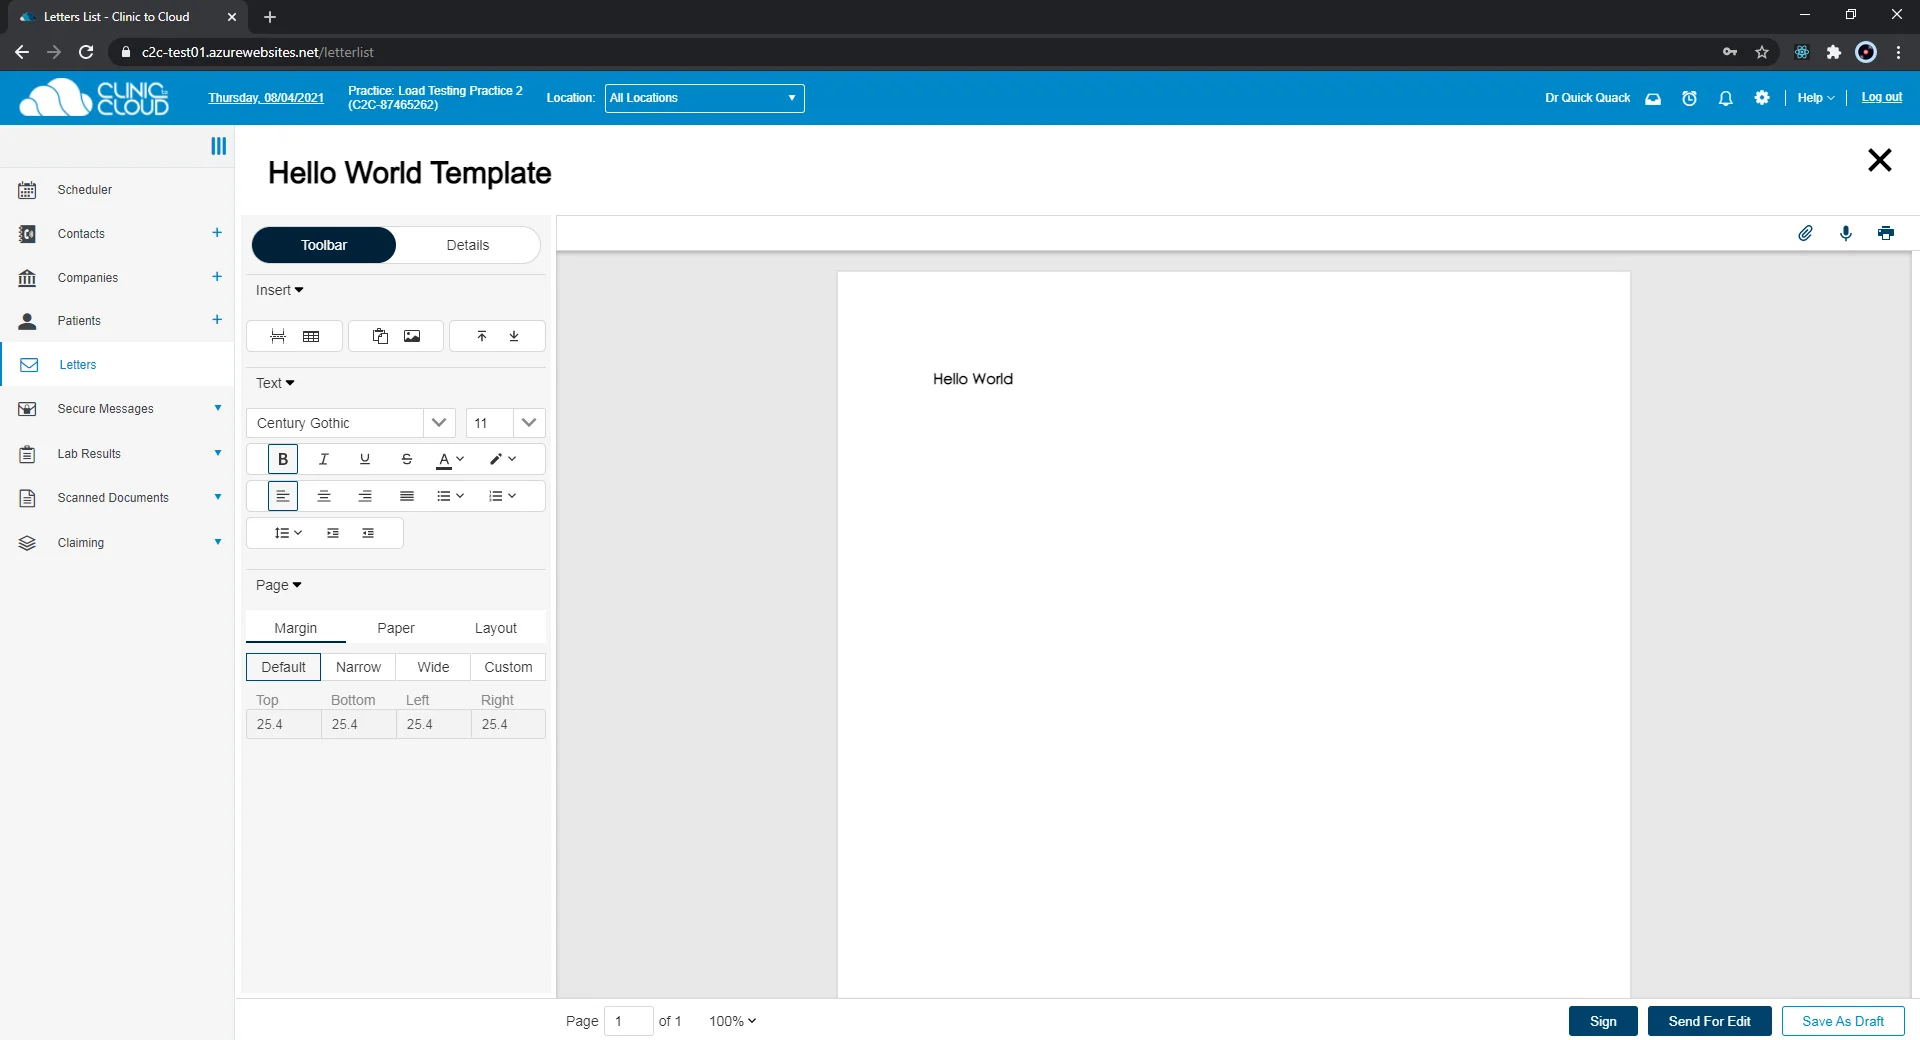 Letters List - Clinic to Cloud
c2c-test01.azurewebsites.net/letterlist
CLINIC to CLOUD
Thursday, 08/04/2021
Practice: Load Testing Practice 2
(C2C-87465262)
Location: All Locations
Dr Quick Quack
Help
Log out
Scheduler
Contacts
Companies
Patients
Letters
Secure Messages
Lab Results
Scanned Documents
Claiming
Hello World Template
Toolbar Details
Insert
Text
Century Gothic 11
B I U S A
Page
Margin Paper Layout
Default Narrow Wide Custom
Top Bottom Left Right
25.4 25.4 25.4 25.4
Hello World
Page 1 of 1 100%
Sign Send For Edit Save As Draft